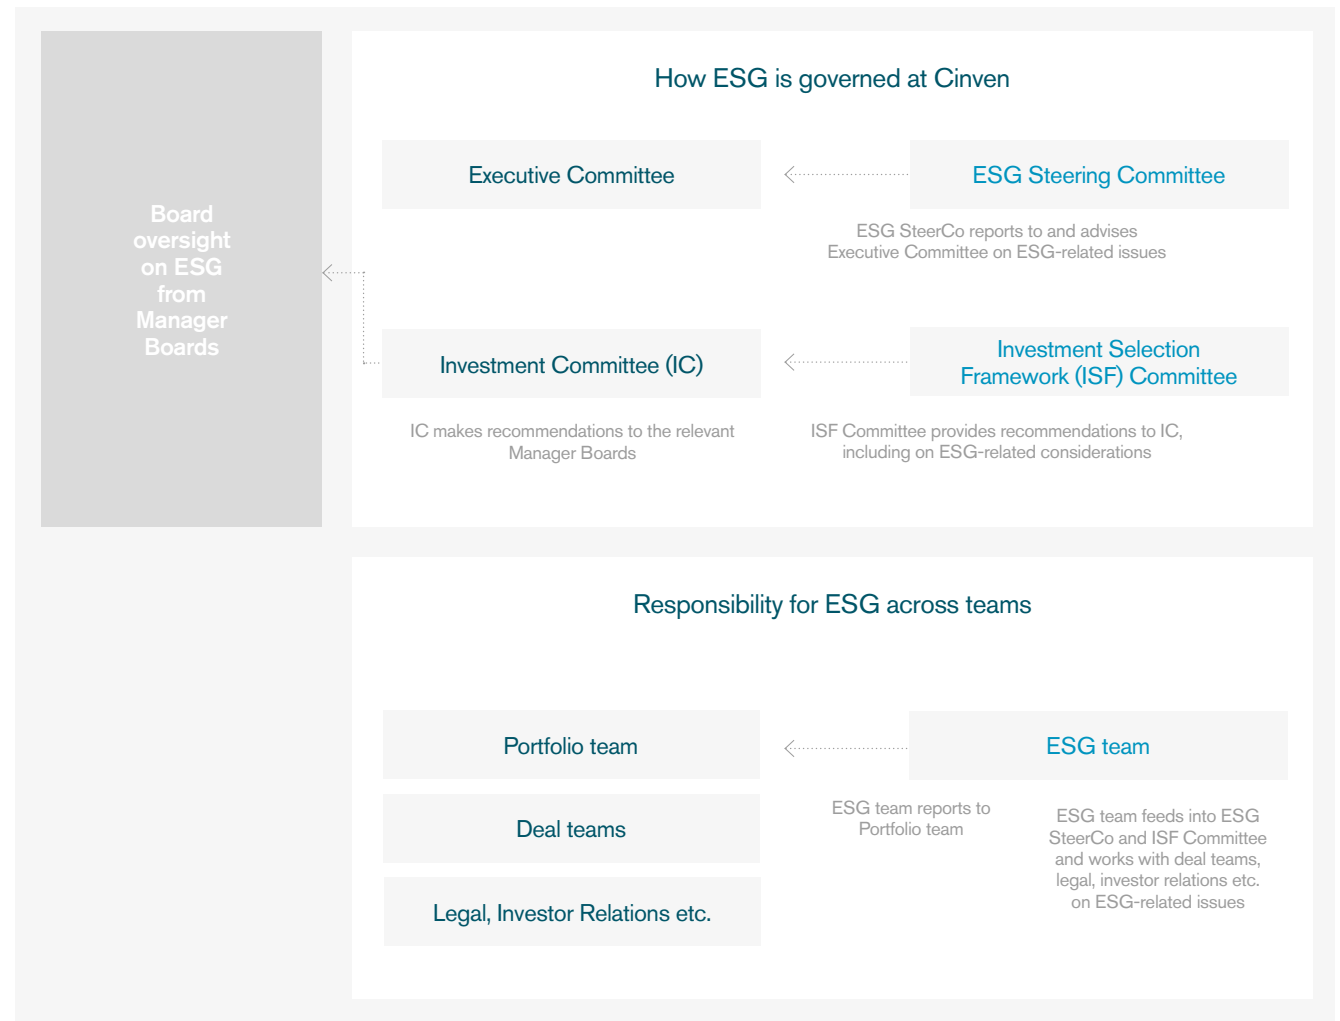 Board
oversight
on ESG
from
Manager
Boards
How ESG is governed at Cinven
Executive Committee
ESG Steering Committee
ESG SteerCo reports to and advises
Executive Committee on ESG-related issues
Investment Committee (IC)
IC makes recommendations to the relevant
Manager Boards
Investment Selection
Framework (ISF) Committee
ISF Committee provides recommendations to IC,
including on ESG-related considerations
Responsibility for ESG across teams
Portfolio team
Deal teams
Legal, Investor Relations etc.
ESG team
ESG team reports to
Portfolio team
ESG team feeds into ESG
SteerCo and ISF Committee
and works with deal teams,
legal, investor relations etc.
on ESG-related issues